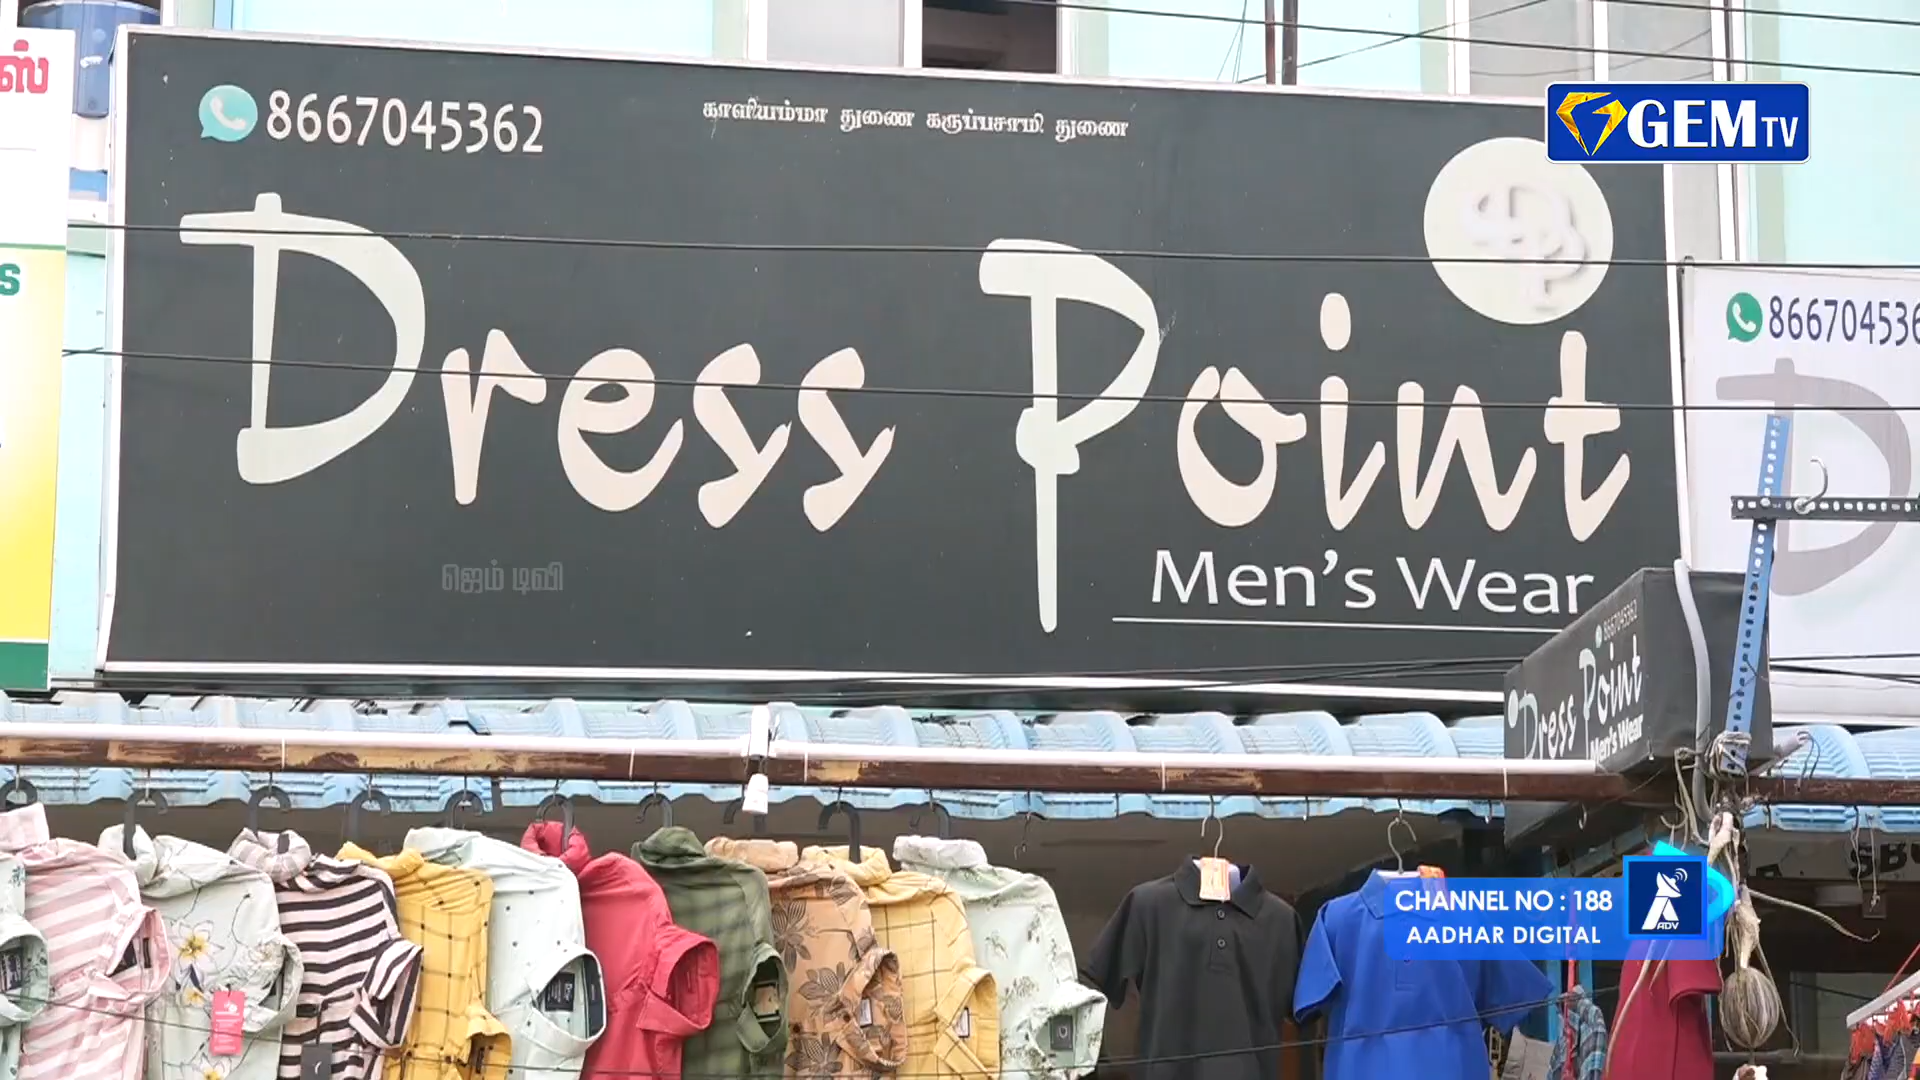 8667045362
காளியம்மா துணை கருப்பசாமி துணை
GEM TV
Dress Point
Men's Wear
ஜெம் டிவி
8667045362
Dress Point
Men's Wear
CHANNEL NO : 188
AADHAR DIGITAL
ADV